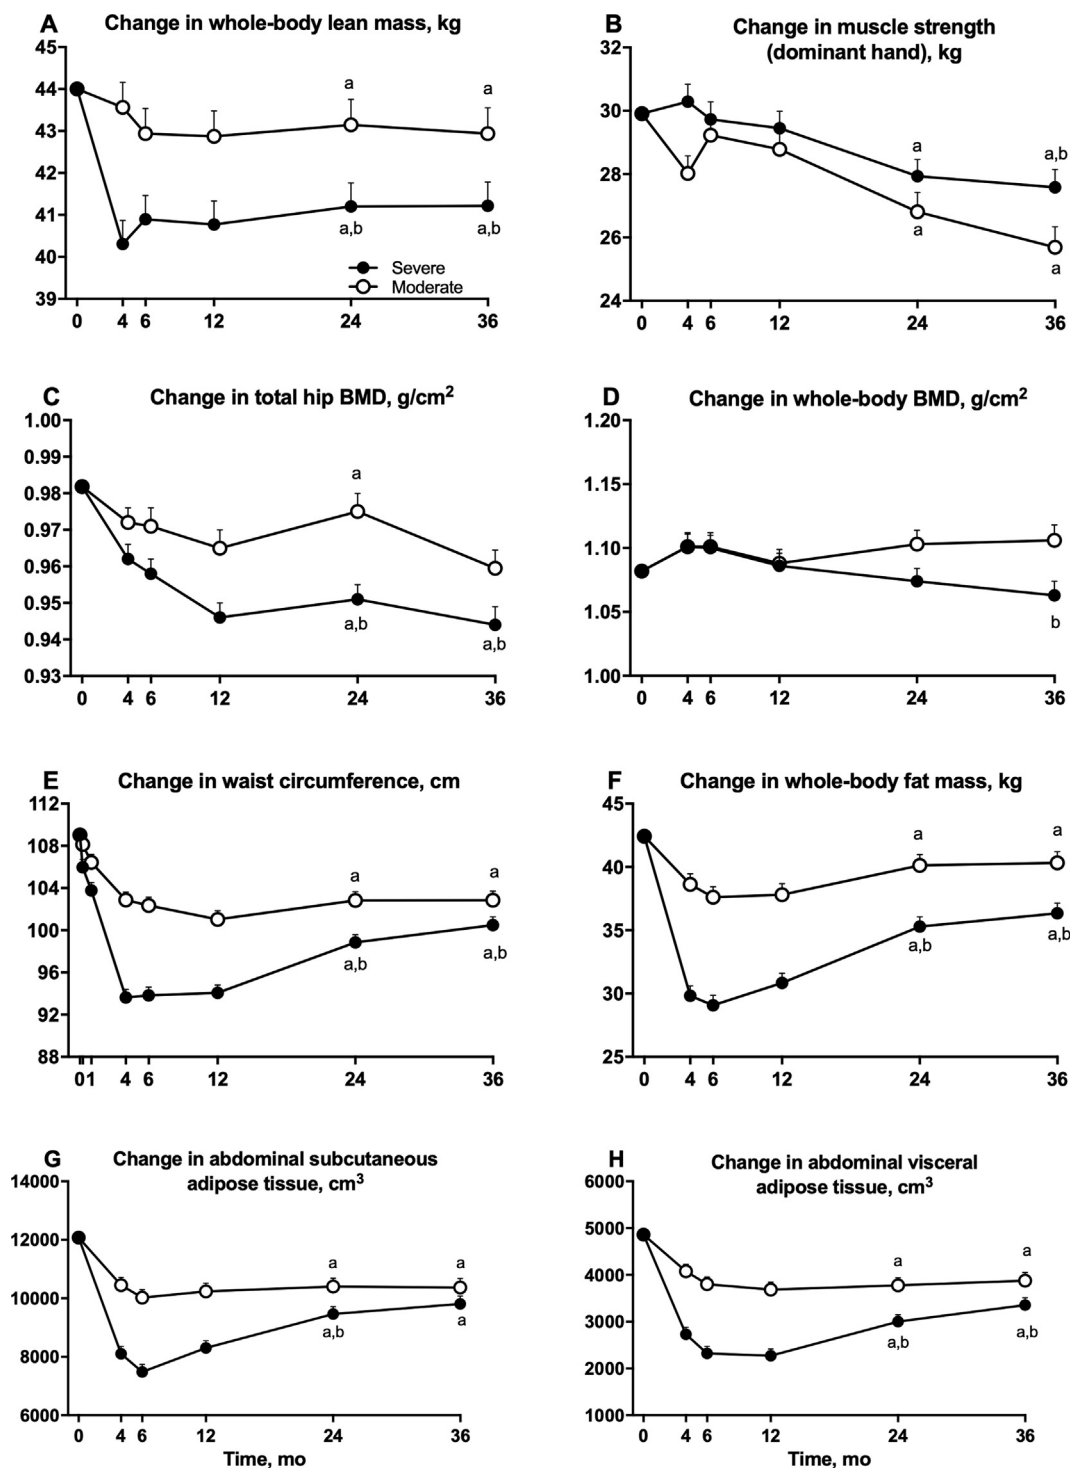 A Change in whole-body lean mass, kg
45
44
43
42
41
40
39
a
a
a,b
a,b
Severe
Moderate
0 4 6 12 24 36
B Change in muscle strength
(dominant hand), kg
32
30
28
26
24
a
a,b
a
a
0 4 6 12 24 36
C Change in total hip BMD, g/cm2
1.00
0.99
0.98
0.97
0.96
0.95
0.94
0.93
a
a,b
a,b
0 4 6 12 24 36
D Change in whole-body BMD, g/cm2
1.20
1.15
1.10
1.05
1.00
b
0 4 6 12 24 36
E Change in waist circumference, cm
112
108
104
100
96
92
88
a
a
a,b
a,b
01 4 6 12 24 36
F Change in whole-body fat mass, kg
45
40
35
30
25
a
a
a,b
a,b
0 4 6 12 24 36
G Change in abdominal subcutaneous
adipose tissue, cm3
14000
12000
10000
8000
6000
a
a
a,b
a
0 4 6 12 24 36
Time, mo
H Change in abdominal visceral
adipose tissue, cm3
6000
5000
4000
3000
2000
1000
a
a
a,b
a,b
0 4 6 12 24 36
Time, mo